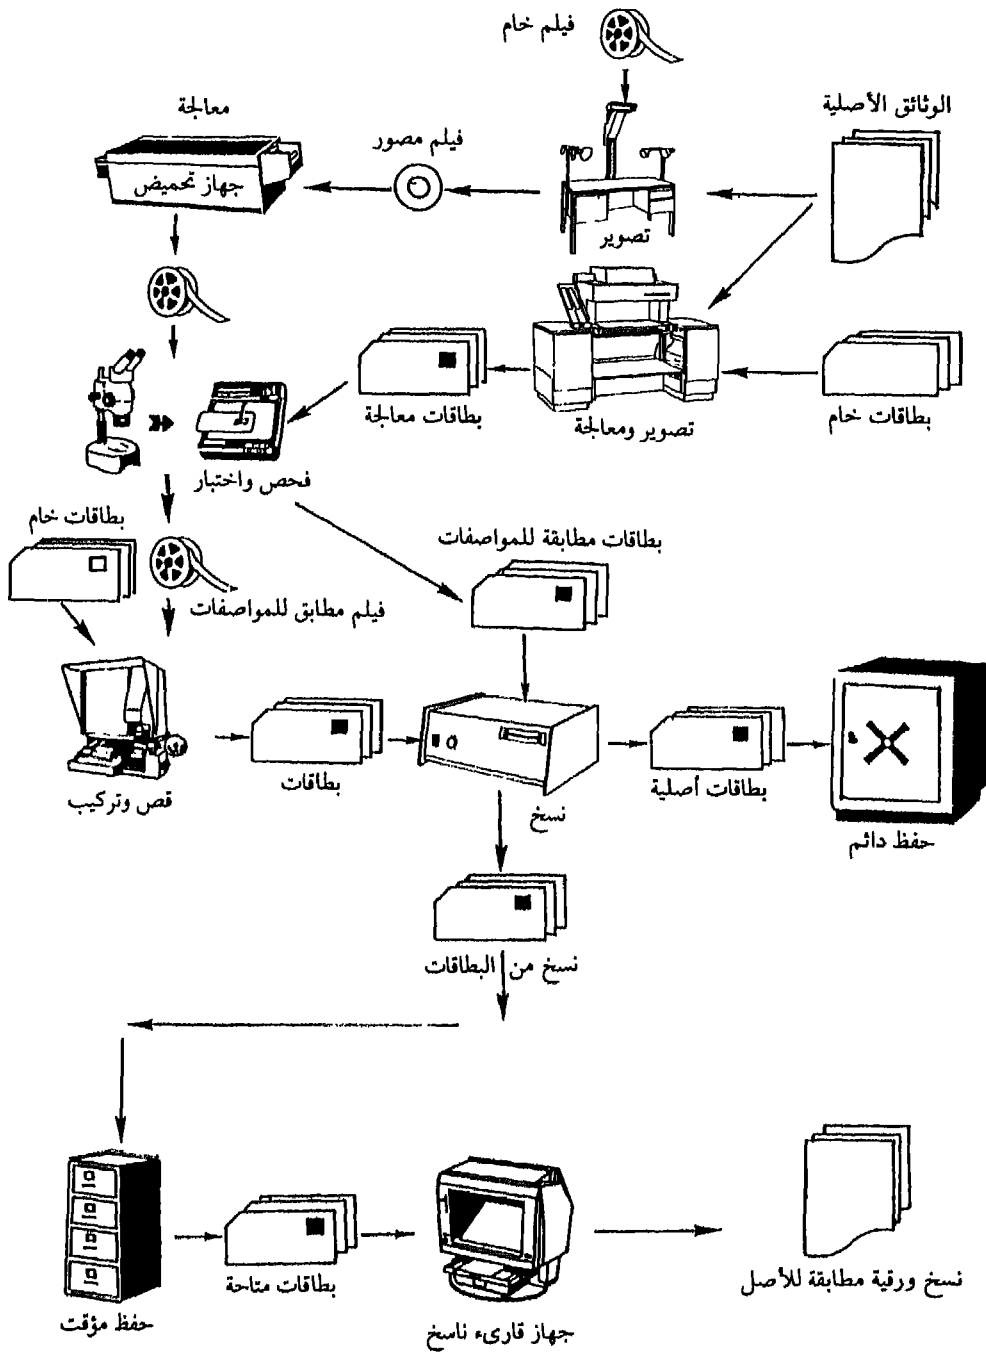 فيلم خام
الوثائق الأصلية
معالجة
فيلم مصور
جهاز تحميض
تصوير
بطاقات خام
تصوير ومعالجة
بطاقات معالجة
فحص واختبار
بطاقات خام
بطاقات مطابقة للمواصفات
فيلم مطابق للمواصفات
قص وتركيب
بطاقات
نسخ
بطاقات أصلية
حفظ دائم
نسخ من البطاقات
حفظ مؤقت
بطاقات متاحة
جهاز قارىء ناسخ
نسخ ورقية مطابقة للأصل